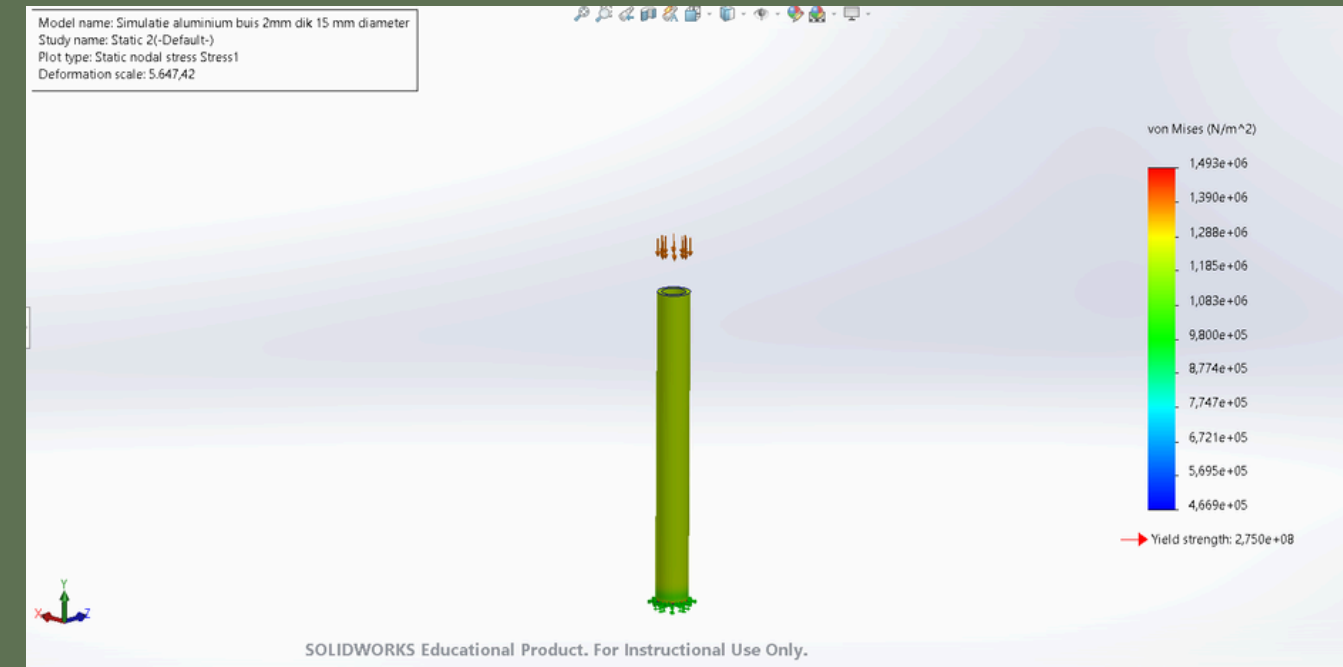 Model name: Simulatie aluminium buis 2mm dik 15 mm diameter
Study name: Static 2(-Default-)
Plot type: Static nodal stress Stress1
Deformation scale: 5.647,42
von Mises (N/m^2)
1,493e+06
1,390e+06
1,288e+06
1,185e+06
1,083e+06
9,800e+05
8,774e+05
7,747e+05
6,721e+05
5,695e+05
4,669e+05
Yield strength: 2,750e+08
Y
X
Z
SOLIDWORKS Educational Product. For Instructional Use Only.